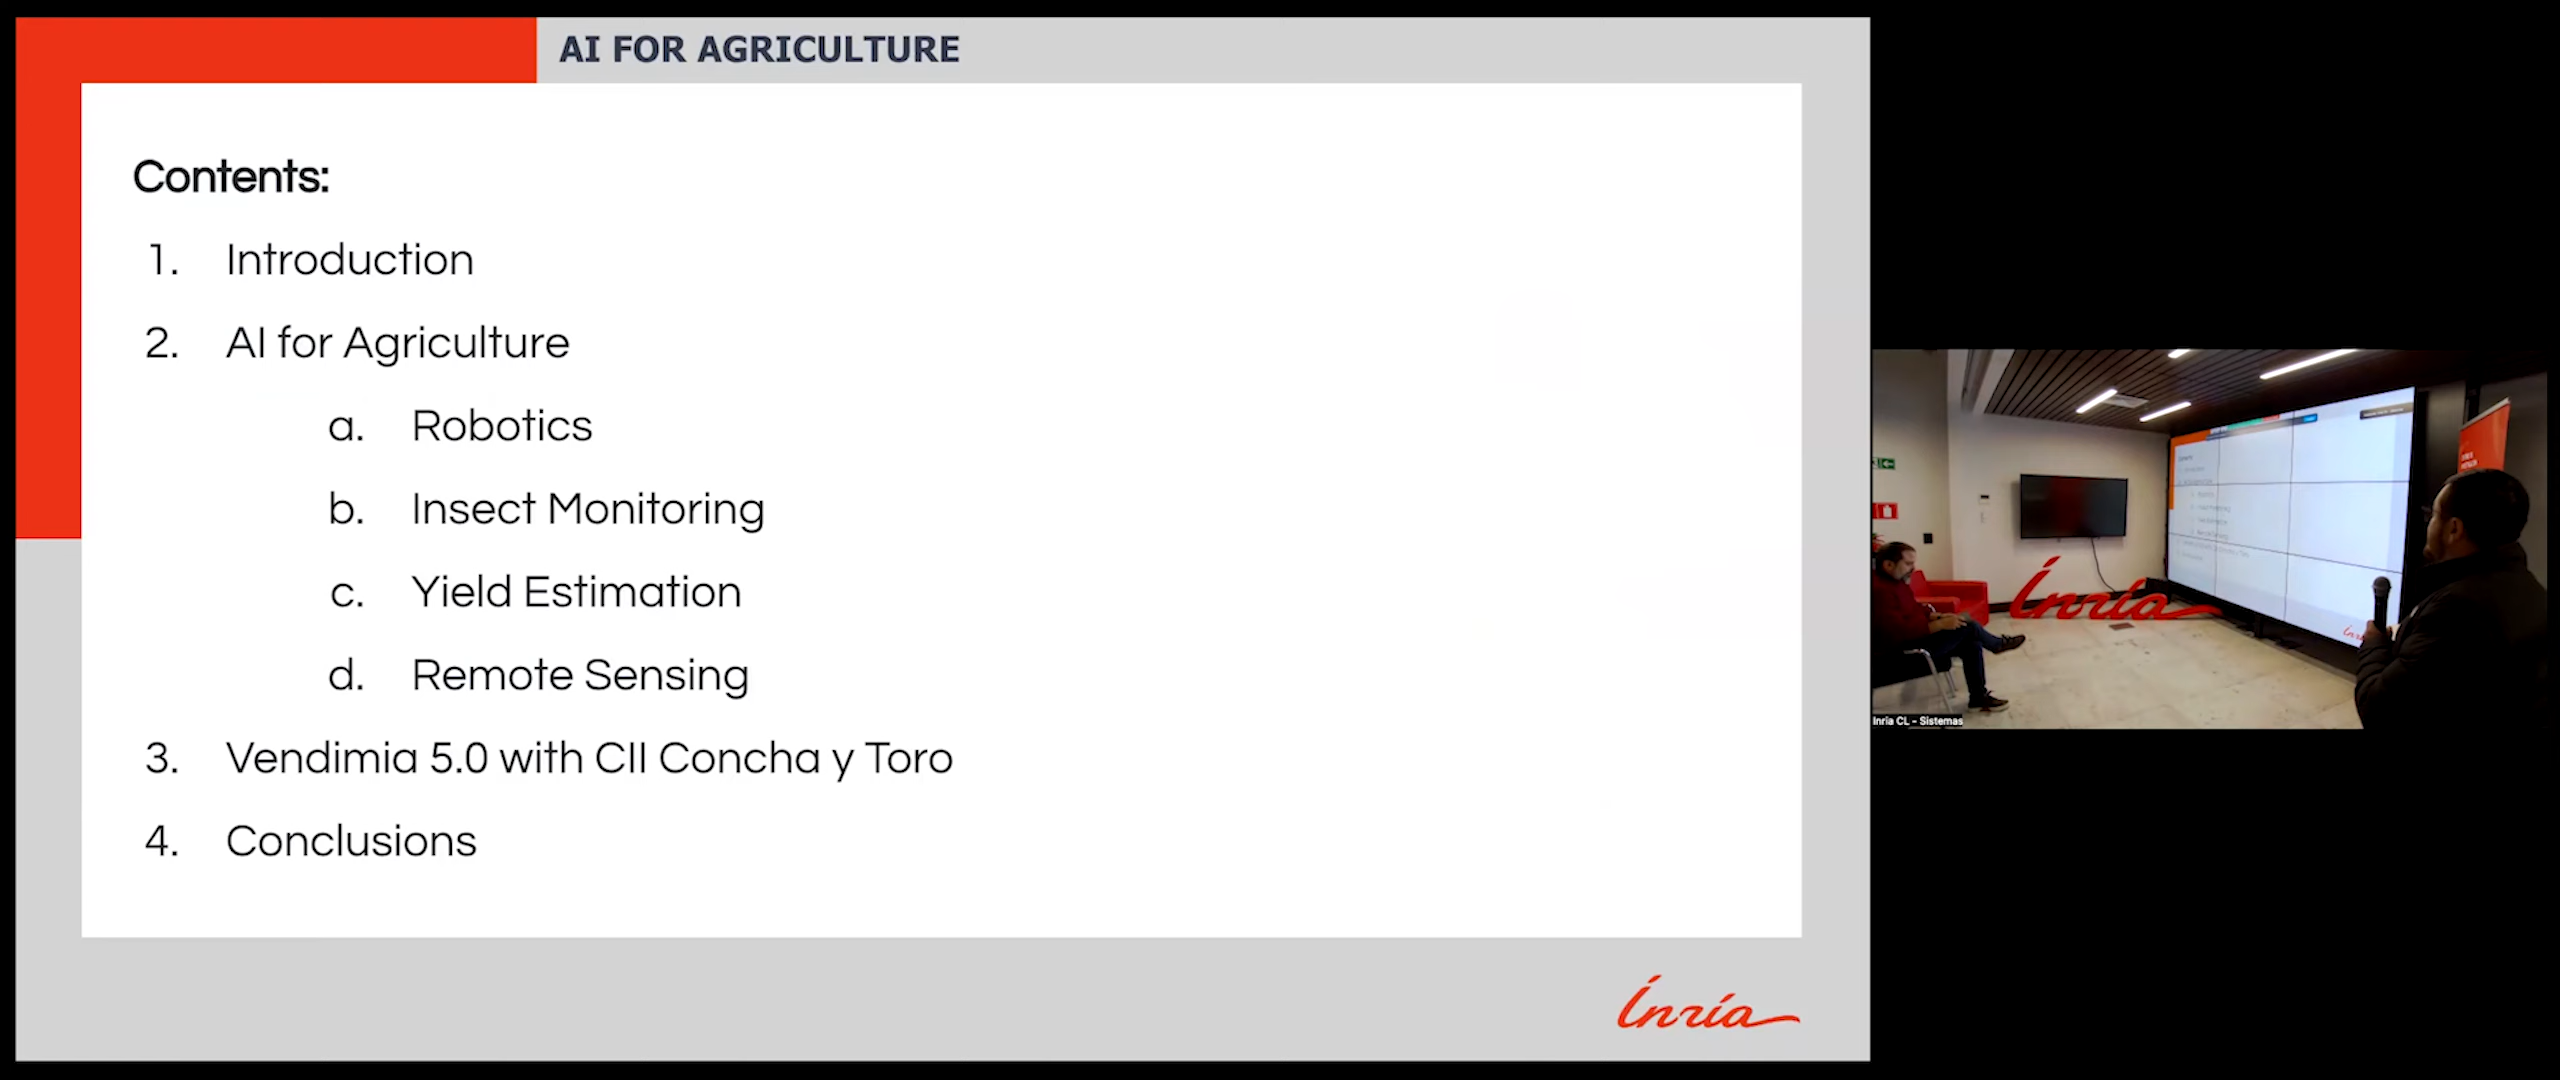 AI FOR AGRICULTURE
Contents:
1. Introduction
2. AI for Agriculture
a. Robotics
b. Insect Monitoring
c. Yield Estimation
d. Remote Sensing
3. Vendimia 5.0 with CII Concha y Toro
4. Conclusions
Inria
Inria
Inria CL - Sistemas